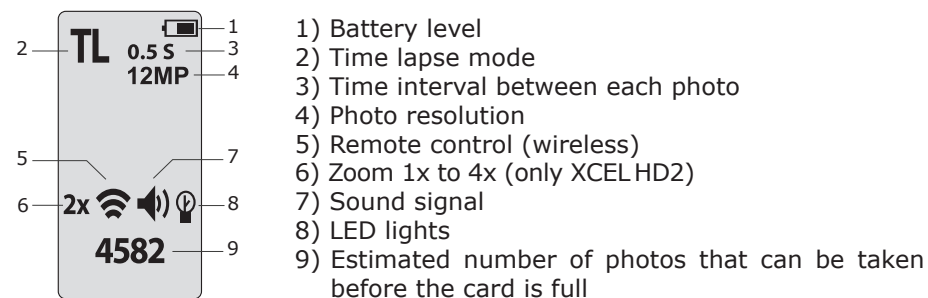 1
2 TL 0.5 S 3
12MP 4
5 7
6 2x 8
4582 9
1) Battery level
2) Time lapse mode
3) Time interval between each photo
4) Photo resolution
5) Remote control (wireless)
6) Zoom 1x to 4x (only XCEL HD2)
7) Sound signal
8) LED lights
9) Estimated number of photos that can be taken
before the card is full